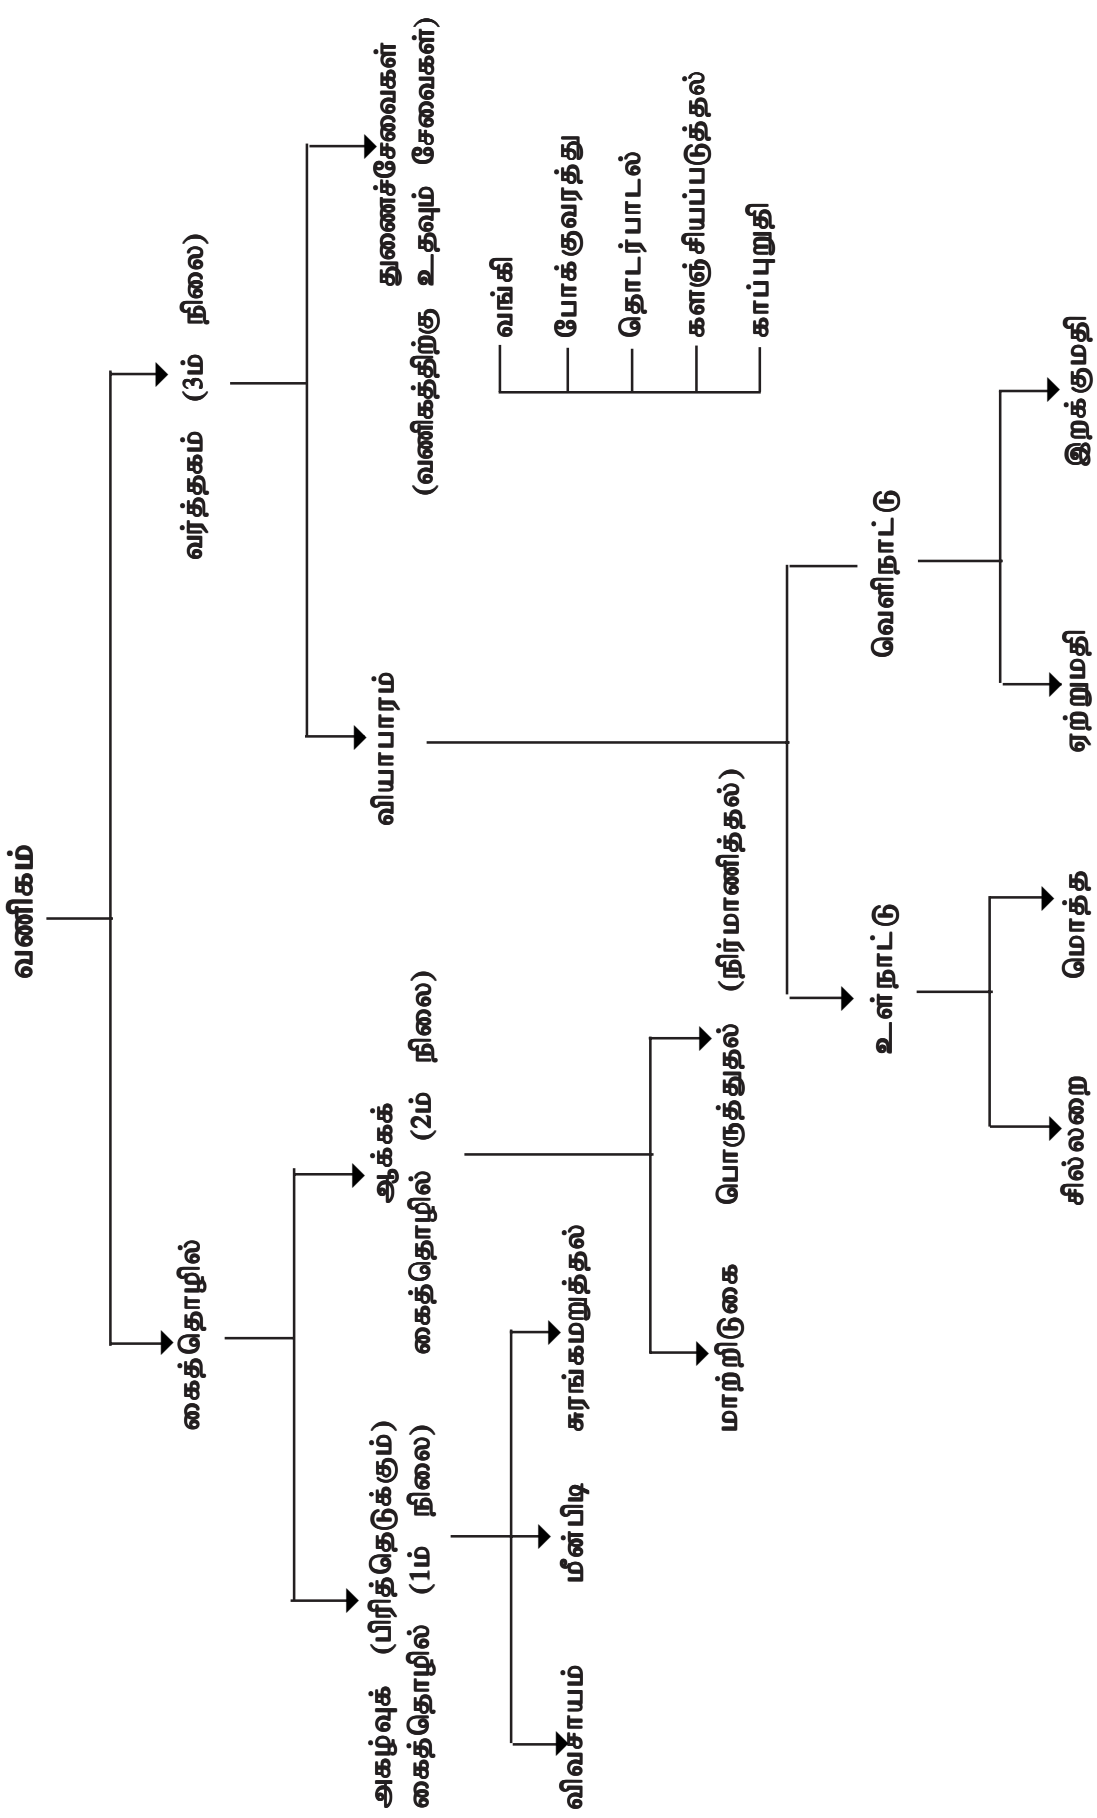 வணிகம்
கைத்தொழில்
வர்த்தகம் (3ம் நிலை)
அகழ்வுக் (பிரித்தெடுக்கும்)
கைத்தொழில் (1ம் நிலை)
ஆக்கக்
கைத்தொழில் (2ம் நிலை)
வியாபாரம்
துணைச்சேவைகள்
(வணிகத்திற்கு உதவும் சேவைகள்)
வங்கி
போக்குவரத்து
தொடர்பாடல்
களஞ்சியப்படுத்தல்
காப்புறுதி
விவசாயம்
மீன்பிடி
சுரங்கமறுத்தல்
மாற்றிடுகை
பொருத்துதல் (நிர்மாணித்தல்)
உள்நாட்டு
வெளிநாட்டு
சில்லறை
மொத்த
ஏற்றுமதி
இறக்குமதி